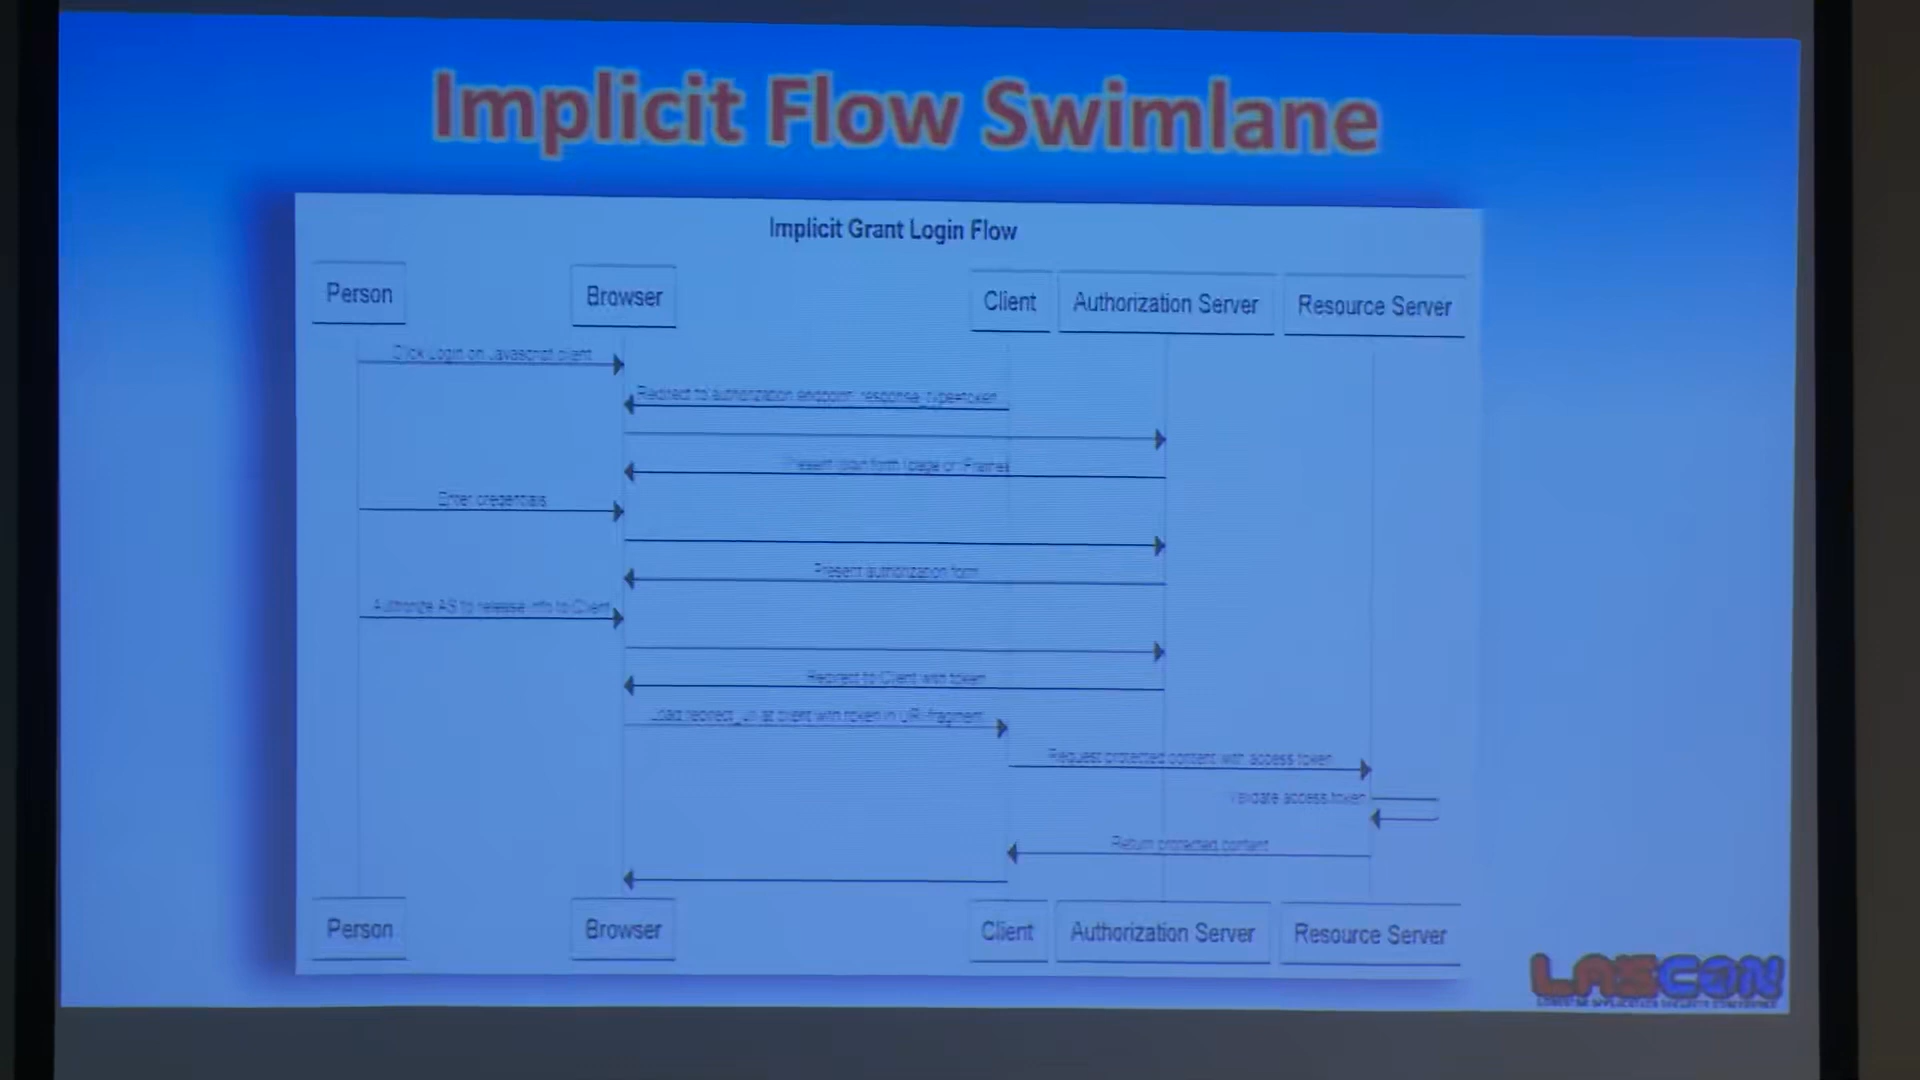 Implicit Flow Swimlane
Implicit Grant Login Flow
Person
Browser
Client
Authorization Server
Resource Server
Click Login on Javascript client
Redirect to authorization endpoint response_type=token
Present login form (page or iFrame)
Enter credentials
Present authorization form
Authorize AS to release info to Client
Redirect to Client with token
Load redirect_uri at client with token in URI-fragment
Request protected content with access token
Validate access token
Return protected content
Person
Browser
Client
Authorization Server
Resource Server
LASCON